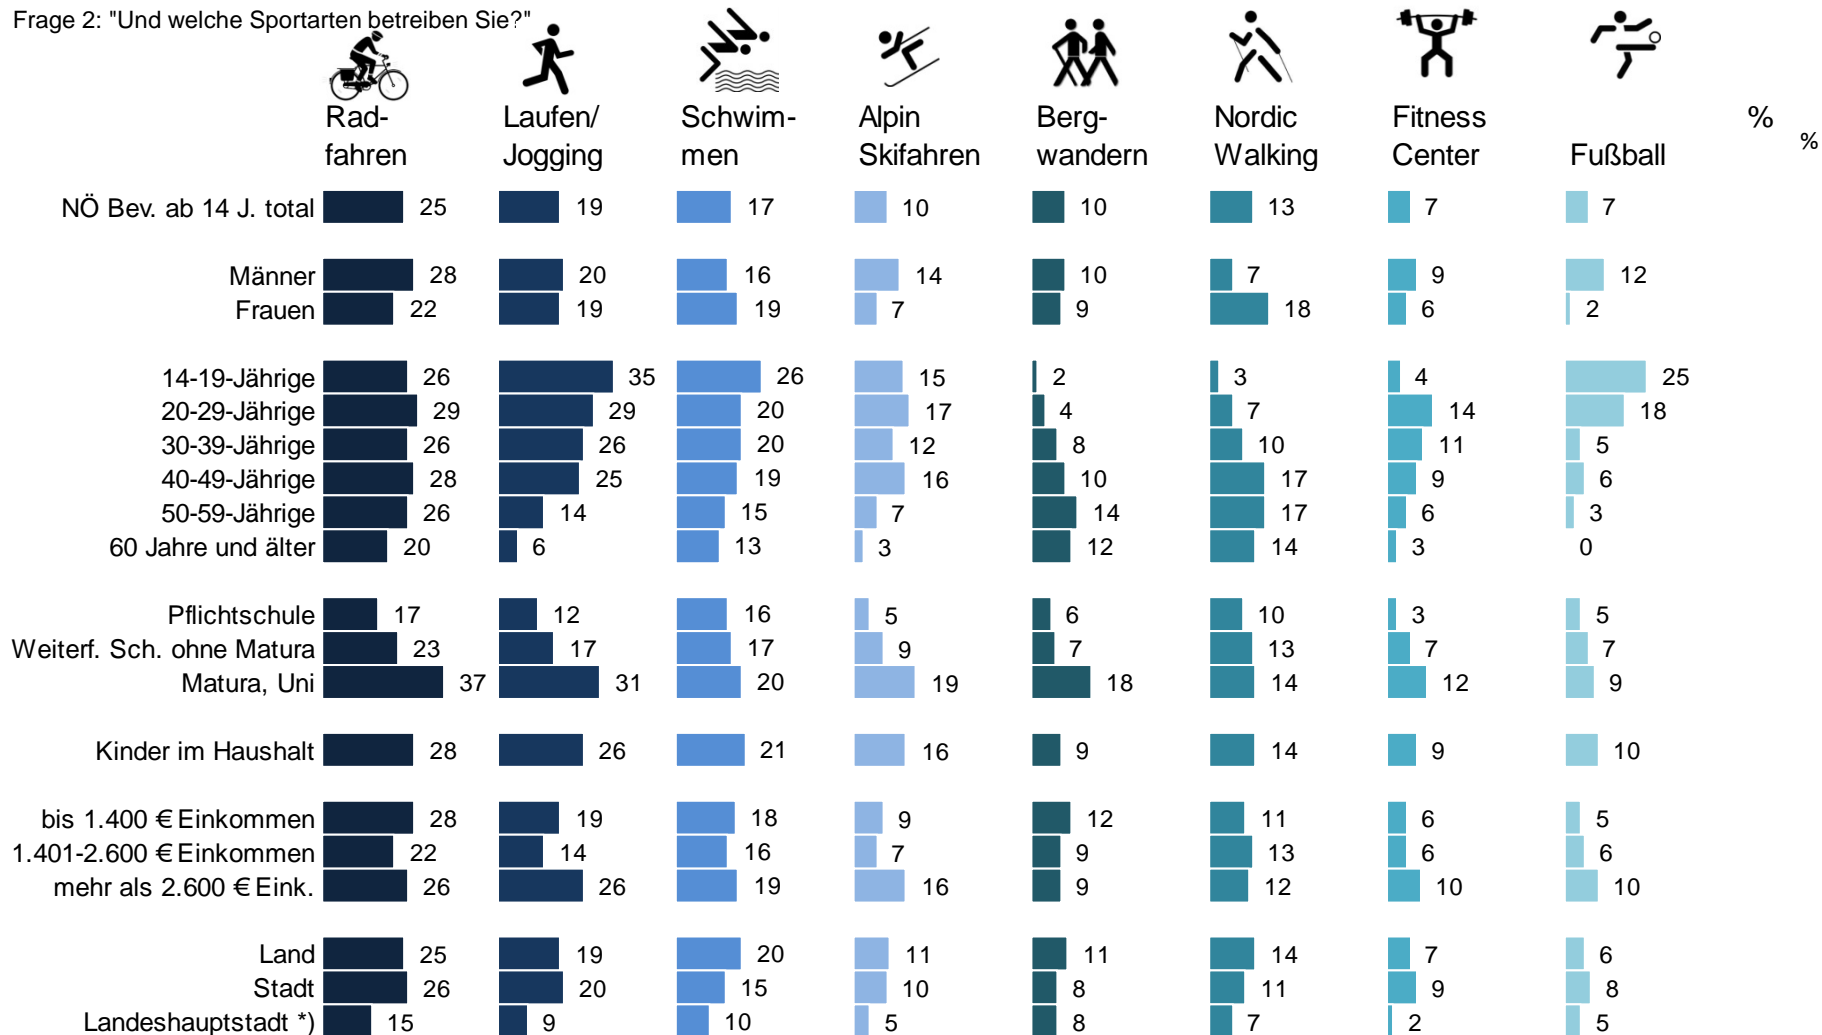 Frage 2: "Und welche Sportarten betreiben Sie?"
Rad- Laufen/ Schwim- Alpin Berg- Nordic Fitness %
fahren Jogging men Skifahren wandern Walking Center Fußball %
NÖ Bev. ab 14 J. total 25 19 17 10 10 13 7 7
Männer 28 20 16 14 10 7 9 12
Frauen 22 19 19 7 9 18 6 2
14-19-Jährige 26 35 26 15 2 3 4 25
20-29-Jährige 29 29 20 17 4 7 14 18
30-39-Jährige 26 26 20 12 8 10 11 5
40-49-Jährige 28 25 19 16 10 17 9 6
50-59-Jährige 26 14 15 7 14 17 6 3
60 Jahre und älter 20 6 13 3 12 14 3 0
Pflichtschule 17 12 16 5 6 10 3 5
Weiterf. Sch. ohne Matura 23 17 17 9 7 13 7 7
Matura, Uni 37 31 20 19 18 14 12 9
Kinder im Haushalt 28 26 21 16 9 14 9 10
bis 1.400 € Einkommen 28 19 18 9 12 11 6 5
1.401-2.600 € Einkommen 22 14 16 7 9 13 6 6
mehr als 2.600 € Eink. 26 26 19 16 9 12 10 10
Land 25 19 20 11 11 14 7 6
Stadt 26 20 15 10 8 11 9 8
Landeshauptstadt *) 15 9 10 5 8 7 2 5